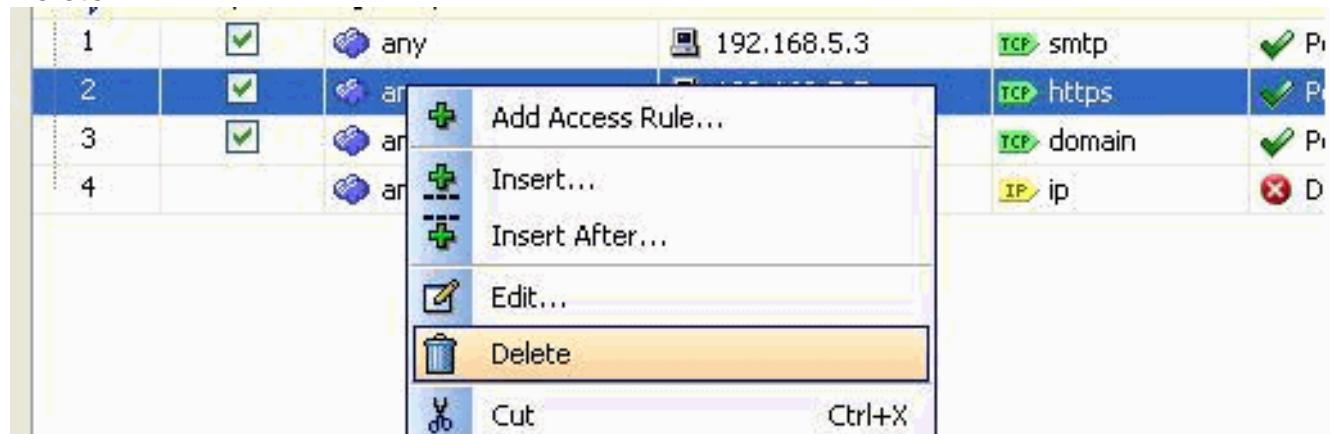 1 any 192.168.5.3 TCP smtp
2 TCP https
3 TCP domain
4 IP ip
Add Access Rule...
Insert...
Insert After...
Edit...
Delete
Cut Ctrl+X